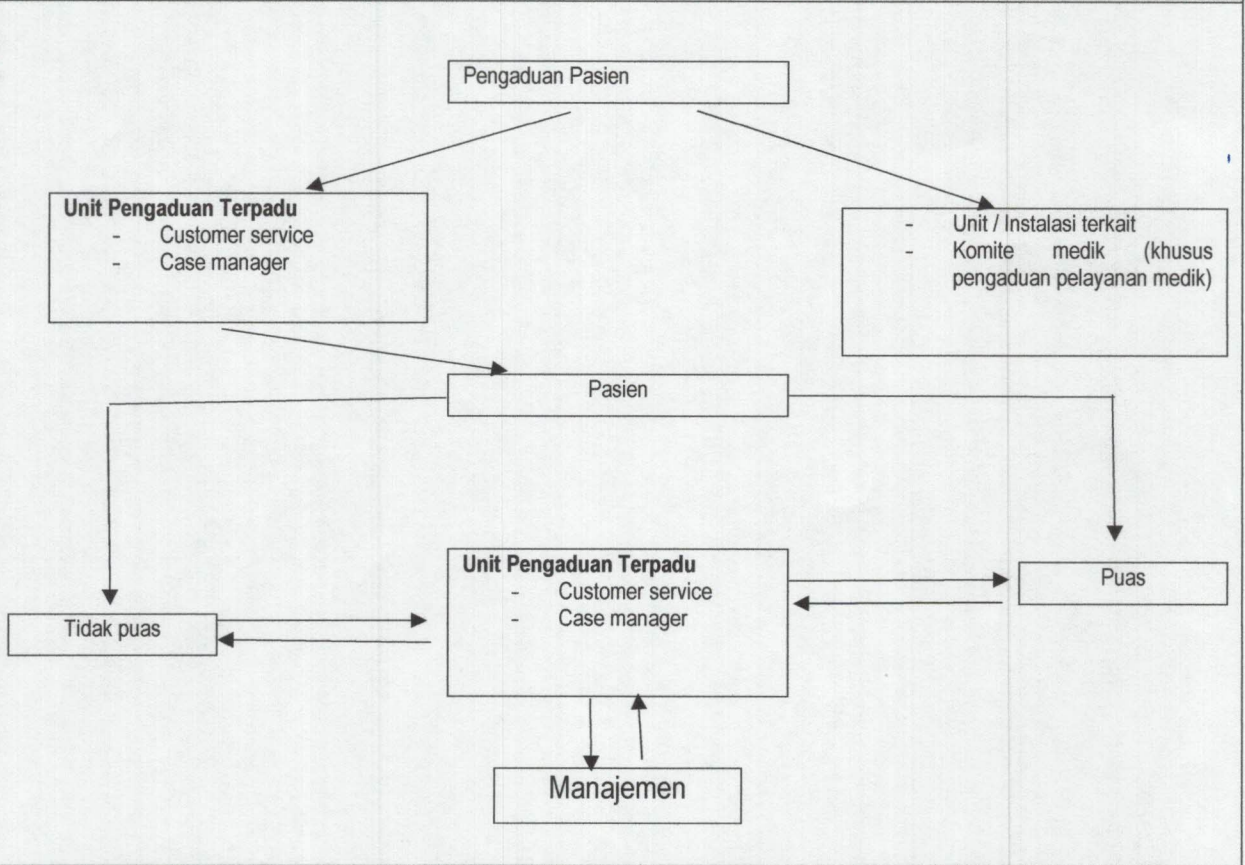 Pengaduan Pasien
Unit Pengaduan Terpadu
- Customer service
- Case manager
- Unit / Instalasi terkait
- Komite medik (khusus
pengaduan pelayanan medik)
Pasien
Unit Pengaduan Terpadu
- Customer service
- Case manager
Puas
Tidak puas
Manajemen